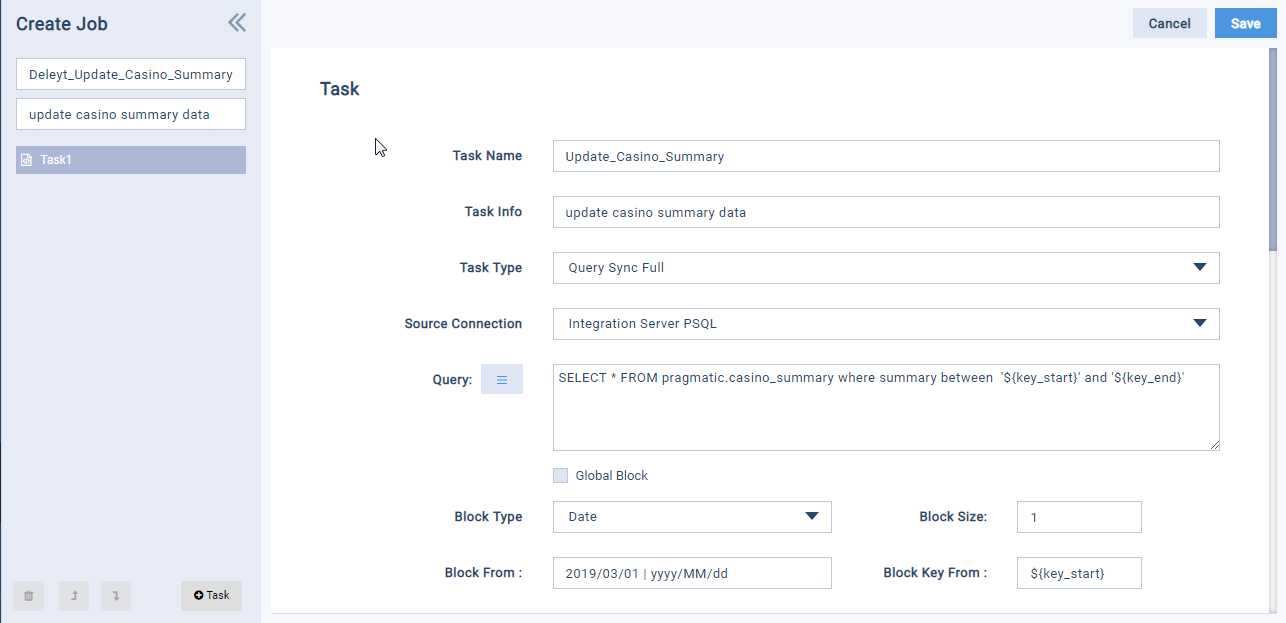 Create Job
Cancel
Save
Deleyt_Update_Casino_Summary
update casino summary data
Task1
Task
Task Name
Update_Casino_Summary
Task Info
update casino summary data
Task Type
Query Sync Full
Source Connection
Integration Server PSQL
Query:
SELECT * FROM pragmatic.casino_summary where summary between  '${key_start}' and '${key_end}'
Global Block
Block Type
Date
Block Size:
1
Block From :
2019/03/01 | yyyy/MM/dd
Block Key From :
${key_start}
Task